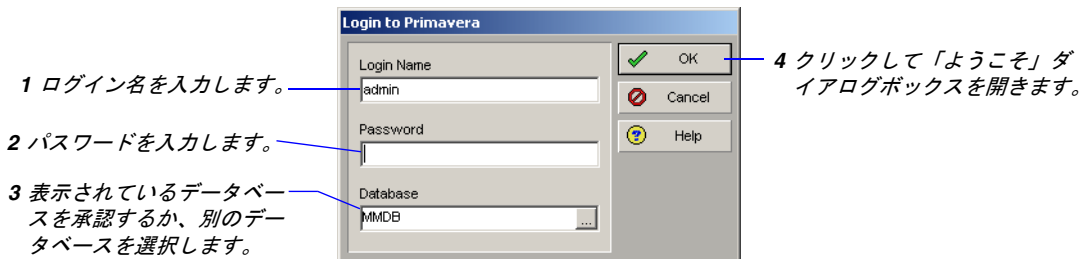 Login to Primavera
1 ログイン名を入力します。
Login Name
admin
2 パスワードを入力します。
Password
3 表示されているデータベー
スを承認するか、別のデー
タベースを選択します。
Database
MMDB
...
OK
Cancel
Help
4 クリックして「ようこそ」ダ
イアログボックスを開きます。